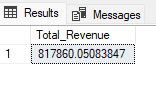 Results Messages
Total_Revenue
1 817860.05083847